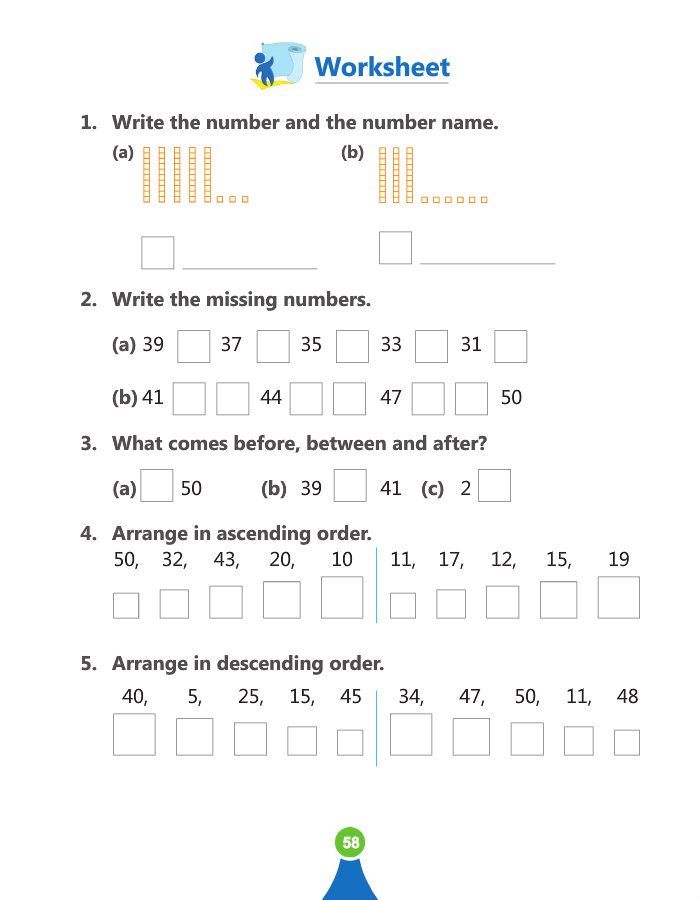 Worksheet
1. Write the number and the number name.
(a) (b)
2. Write the missing numbers.
(a) 39 37 35 33 31
(b) 41 44 47 50
3. What comes before, between and after?
(a) 50 (b) 39 41 (c) 2
4. Arrange in ascending order.
50, 32, 43, 20, 10 11, 17, 12, 15, 19
5. Arrange in descending order.
40, 5, 25, 15, 45 34, 47, 50, 11, 48
58